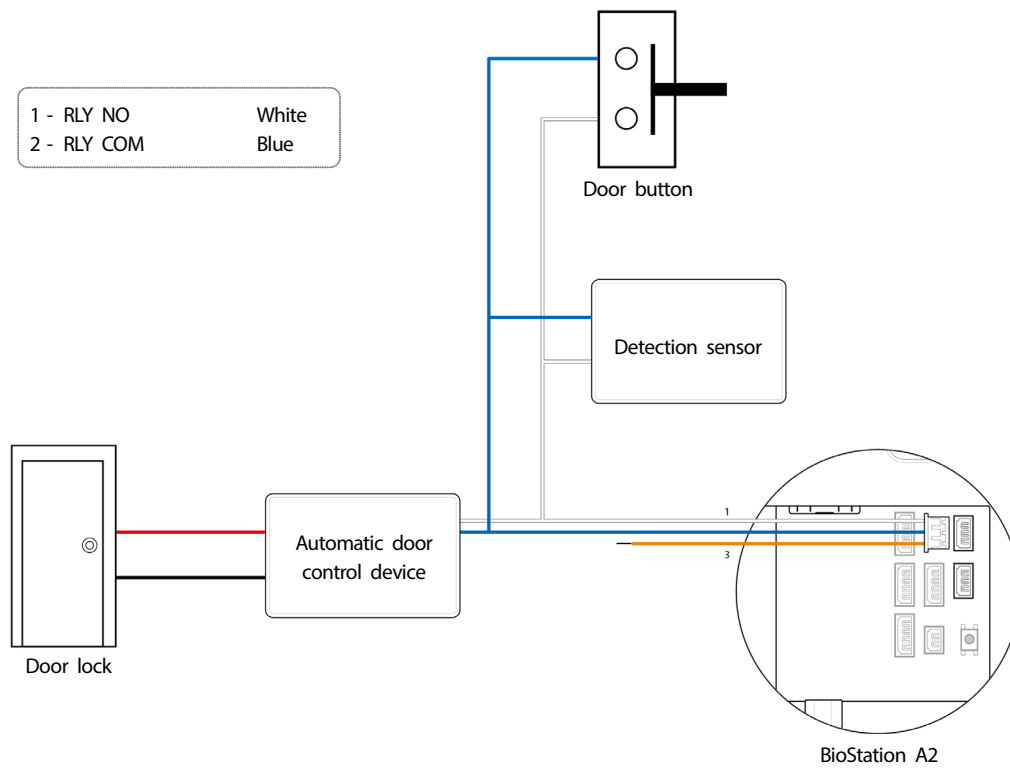 1 - RLY NO White
2 - RLY COM Blue
Door button
Detection sensor
1
3
Automatic door
control device
Door lock
BioStation A2